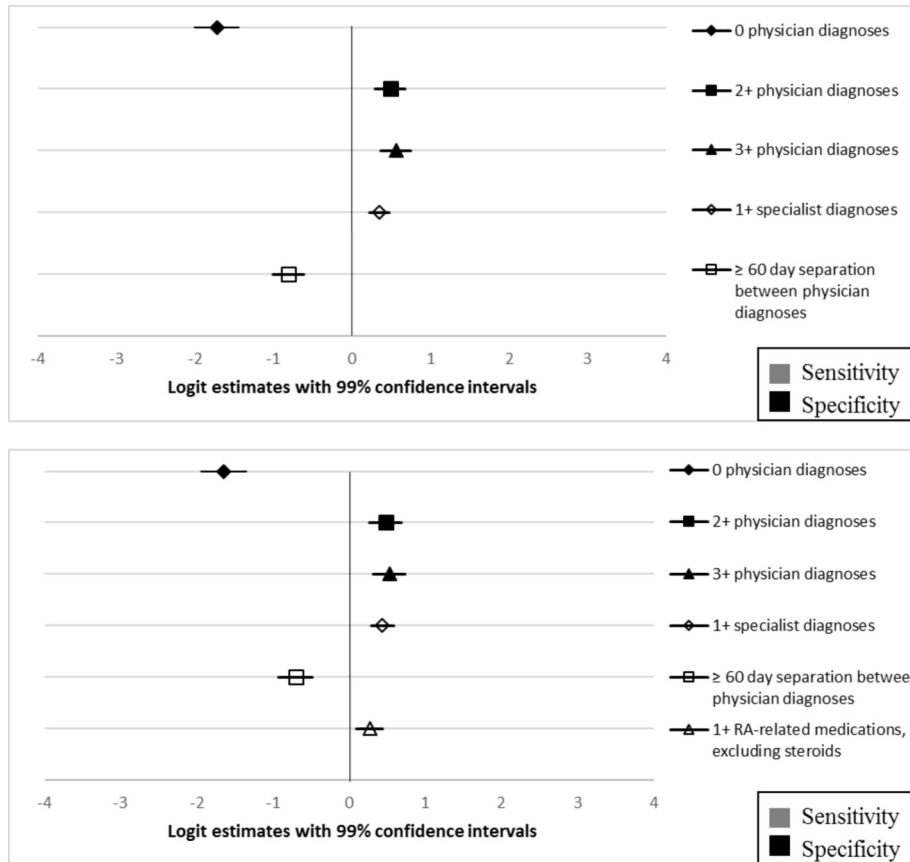 0 physician diagnoses
2+ physician diagnoses
3+ physician diagnoses
1+ specialist diagnoses
≥ 60 day separation
between physician
diagnoses
-4 -3 -2 -1 0 1 2 3 4
Logit estimates with 99% confidence intervals
Sensitivity
Specificity
0 physician diagnoses
2+ physician diagnoses
3+ physician diagnoses
1+ specialist diagnoses
≥ 60 day separation betwee
physician diagnoses
1+ RA-related medications,
excluding steroids
-4 -3 -2 -1 0 1 2 3 4
Logit estimates with 99% confidence intervals
Sensitivity
Specificity